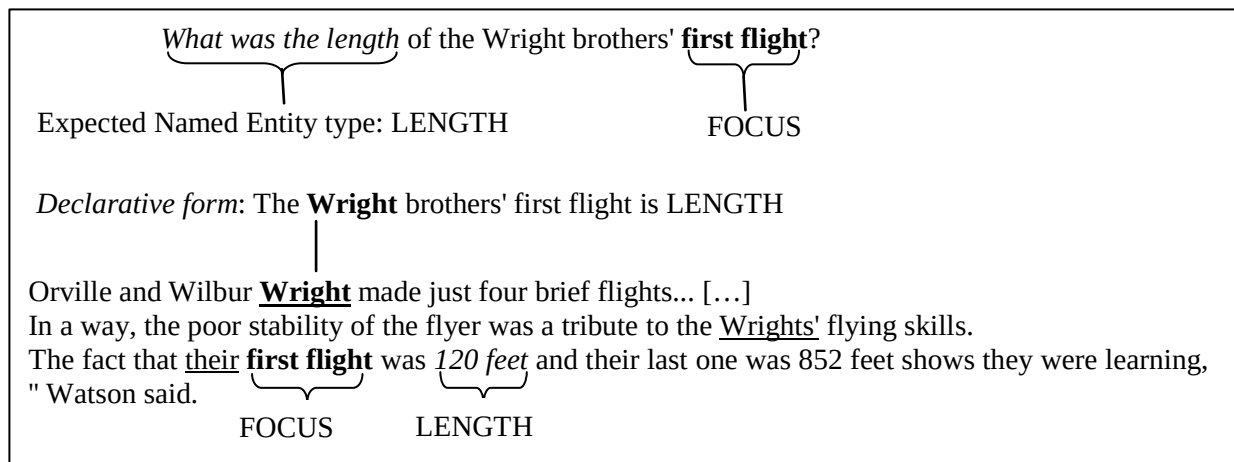 What was the length of the Wright brothers' first flight?
Expected Named Entity type: LENGTH
FOCUS
Declarative form: The Wright brothers' first flight is LENGTH
Orville and Wilbur Wright made just four brief flights... […]
In a way, the poor stability of the flyer was a tribute to the Wrights' flying skills.
The fact that their first flight was 120 feet and their last one was 852 feet shows they were learning,
" Watson said.
FOCUS
LENGTH